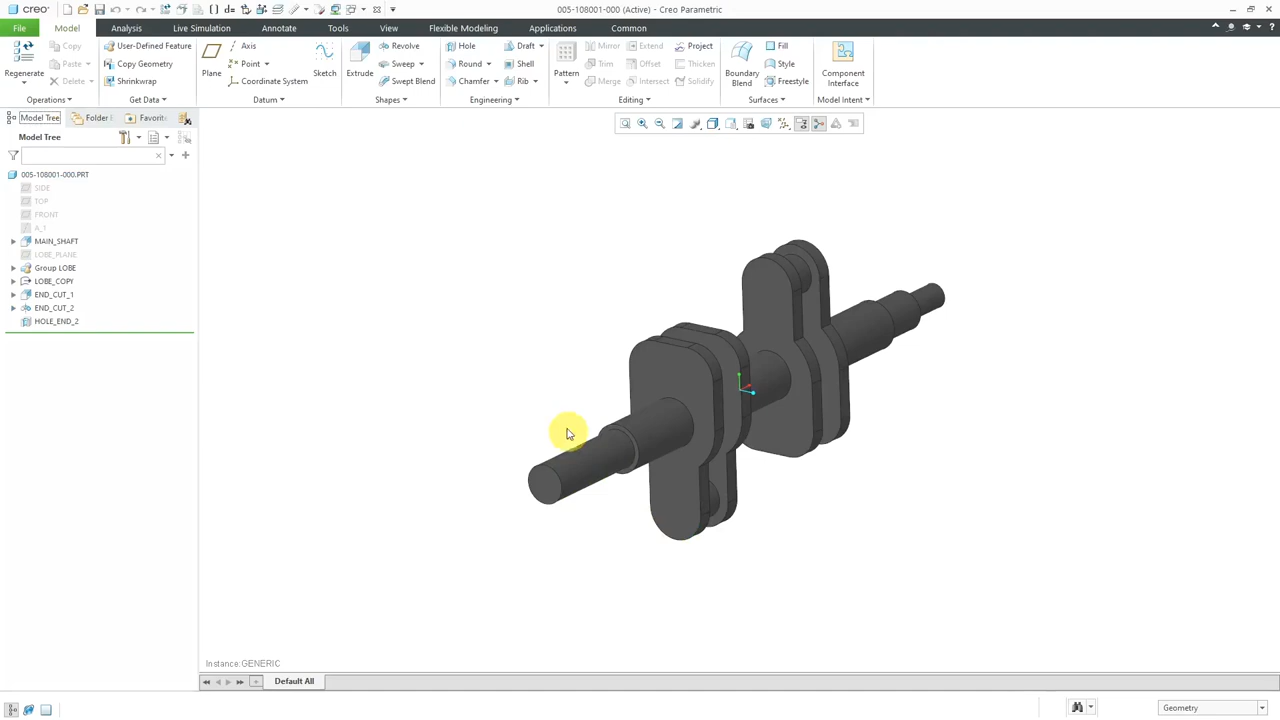 creo
005-108001-000 (Active) - Creo Parametric
File Model Analysis Live Simulation Annotate Tools View Flexible Modeling Applications Common
Regenerate
Copy
Paste
Delete
Operations
User-Defined Feature
Copy Geometry
Shrinkwrap
Get Data
Plane
Axis
Point
Coordinate System
Sketch
Datum
Extrude
Revolve
Sweep
Swept Blend
Shapes
Hole
Round
Chamfer
Draft
Shell
Rib
Engineering
Pattern
Mirror
Trim
Merge
Extend
Offset
Intersect
Project
Thicken
Solidify
Editing
Boundary
Blend
Fill
Style
Freestyle
Surfaces
Component
Interface
Model Intent
Model Tree Folder Favorit
Model Tree
005-108001-000.PRT
SIDE
TOP
FRONT
A_1
MAIN_SHAFT
LOBE_PLANE
Group LOBE
LOBE_COPY
END_CUT_1
END_CUT_2
HOLE_END_2
Instance:GENERIC
Default All
Geometry